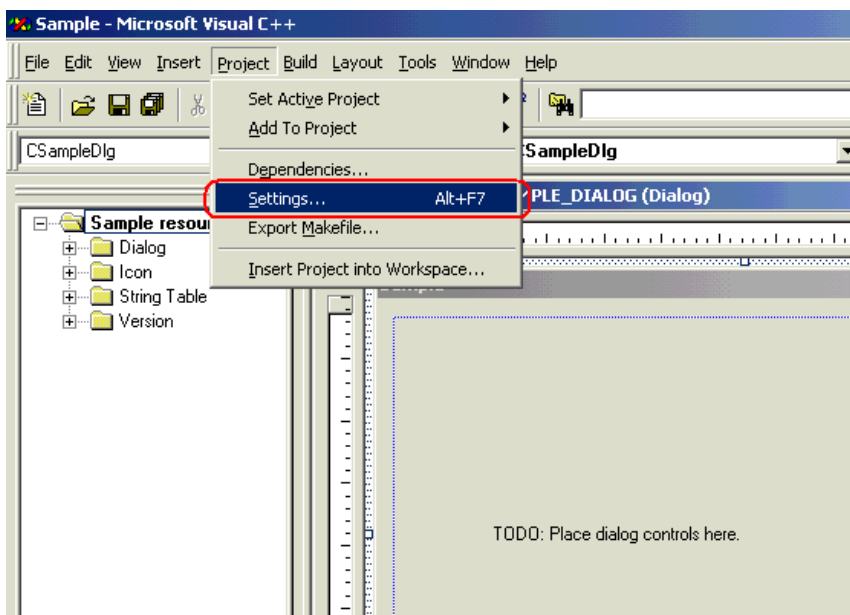 Sample - Microsoft Visual C++
File Edit View Insert Project Build Layout Tools Window Help
Set Active Project
Add To Project
CSampleDlg
CSampleDlg
Dependencies...
Settings... Alt+F7
PLE_DIALOG (Dialog)
Export Makefile...
Insert Project into Workspace...
Sample resou
Dialog
Icon
String Table
Version
Sample
TODO: Place dialog controls here.